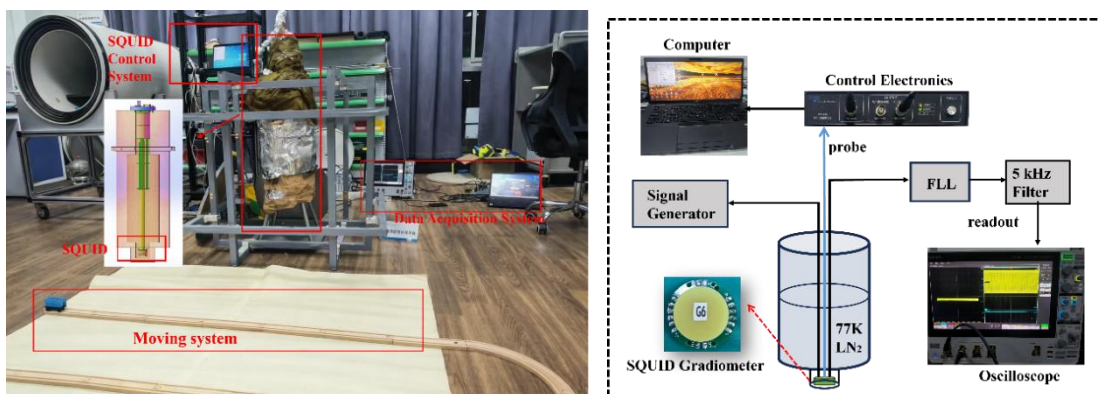 SQUID
Control
System
Data Acquisition System
SQUID
Moving system
Computer
Control Electronics
probe
Signal
Generator
FLL
5 kHz
Filter
readout
G6
77K
LN₂
SQUID Gradiometer
Oscilloscope